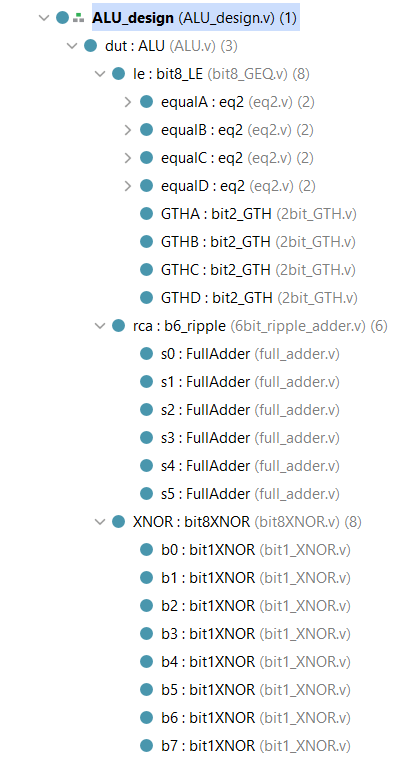 ALU_design (ALU_design.v) (1)
dut : ALU (ALU.v) (3)
le : bit8_LE (bit8_GEQ.v) (8)
equalA : eq2 (eq2.v) (2)
equalB : eq2 (eq2.v) (2)
equalC : eq2 (eq2.v) (2)
equalD : eq2 (eq2.v) (2)
GTHA : bit2_GTH (2bit_GTH.v)
GTHB : bit2_GTH (2bit_GTH.v)
GTHC : bit2_GTH (2bit_GTH.v)
GTHD : bit2_GTH (2bit_GTH.v)
rca : b6_ripple (6bit_ripple_adder.v) (6)
s0 : FullAdder (full_adder.v)
s1 : FullAdder (full_adder.v)
s2 : FullAdder (full_adder.v)
s3 : FullAdder (full_adder.v)
s4 : FullAdder (full_adder.v)
s5 : FullAdder (full_adder.v)
XNOR : bit8XNOR (bit8XNOR.v) (8)
b0 : bit1XNOR (bit1_XNOR.v)
b1 : bit1XNOR (bit1_XNOR.v)
b2 : bit1XNOR (bit1_XNOR.v)
b3 : bit1XNOR (bit1_XNOR.v)
b4 : bit1XNOR (bit1_XNOR.v)
b5 : bit1XNOR (bit1_XNOR.v)
b6 : bit1XNOR (bit1_XNOR.v)
b7 : bit1XNOR (bit1_XNOR.v)